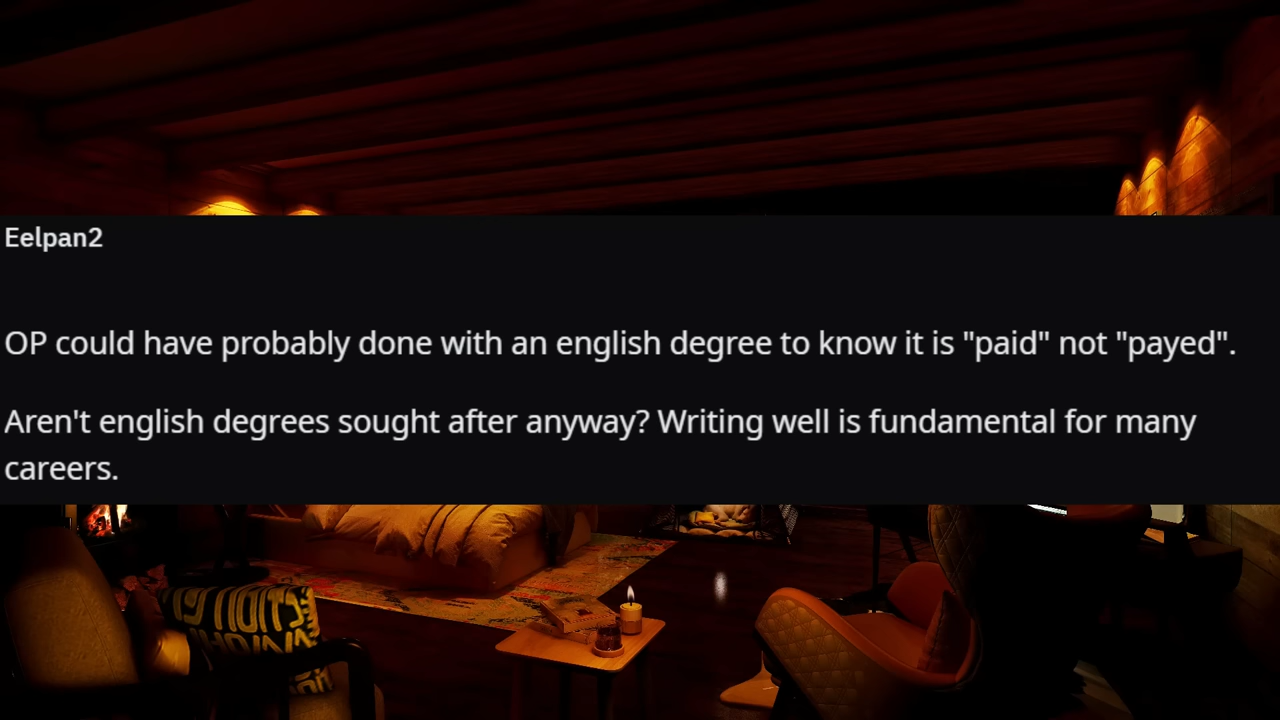 Eelpan2
OP could have probably done with an english degree to know it is "paid" not "payed".
Aren't english degrees sought after anyway? Writing well is fundamental for many
careers.